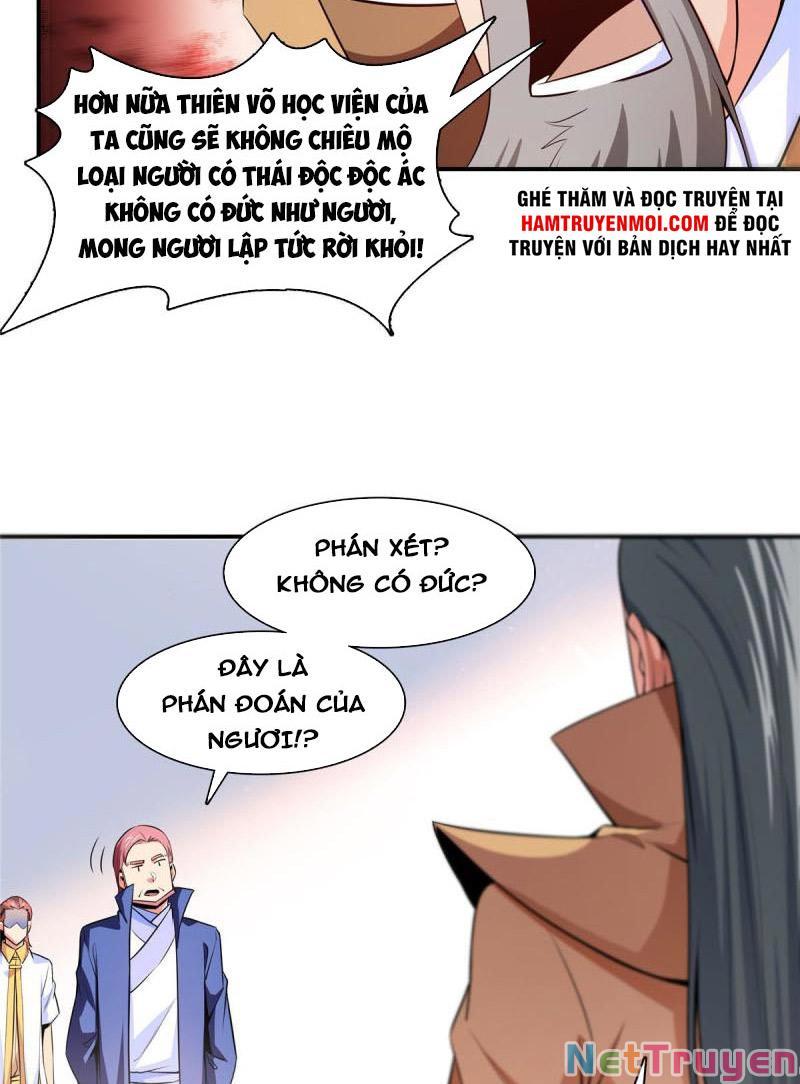 HƠN NỮA THIÊN VÕ HỌC VIỆN CỦA
TA CŨNG SẼ KHÔNG CHIÊU MỘ
LOẠI NGƯỜI CÓ THÁI ĐỘC ĐỘC ÁC
KHÔNG CÓ ĐỨC NHƯ NGƯƠI,
MONG NGƯƠI LẬP TỨC RỜI KHỎI!
GHÉ THĂM VÀ ĐỌC TRUYỆN TẠI
HAMTRUYENMOI.COM ĐỂ ĐỌC
TRUYỆN VỚI BẢN DỊCH HAY NHẤT
PHÁN XÉT?
KHÔNG CÓ ĐỨC?
ĐÂY LÀ
PHÁN ĐOÁN CỦA
NGƯƠI!?
NetTruyen